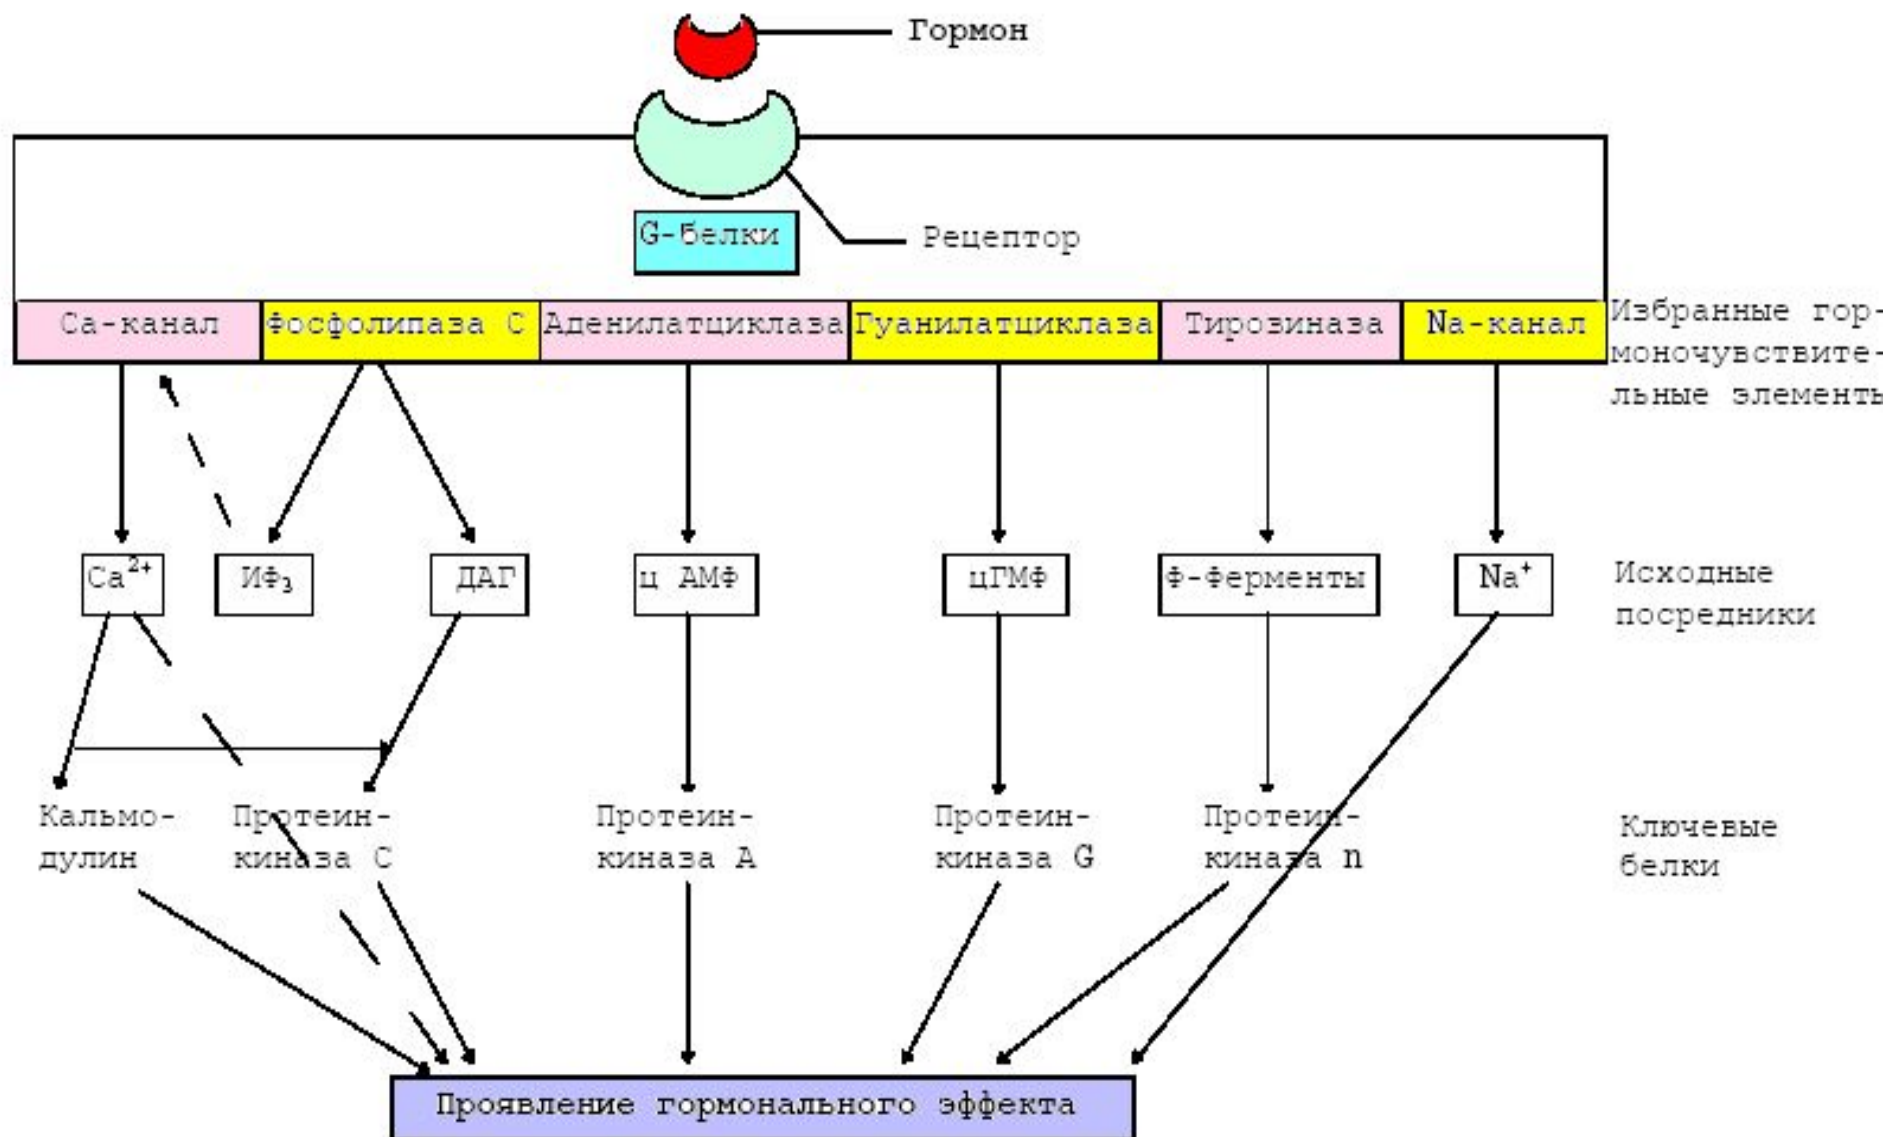 Гормон
G-белки
Рецептор
Са-канал
Фосфолипаза С
Аденилатциклаза
Гуанилатциклаза
Тирозиназа
Na-канал
Избранные гор-
моночувствите-
льные элементы
Ca²⁺
ИФ₃
ДАГ
ц АМФ
цГМФ
Ф-Ферменты
Na⁺
Исходные
посредники
Кальмо-
дулин
Протеин-
киназа С
Протеин-
киназа А
Протеин-
киназа G
Протеин-
киназа n
Ключевые
белки
Проявление гормонального эффекта